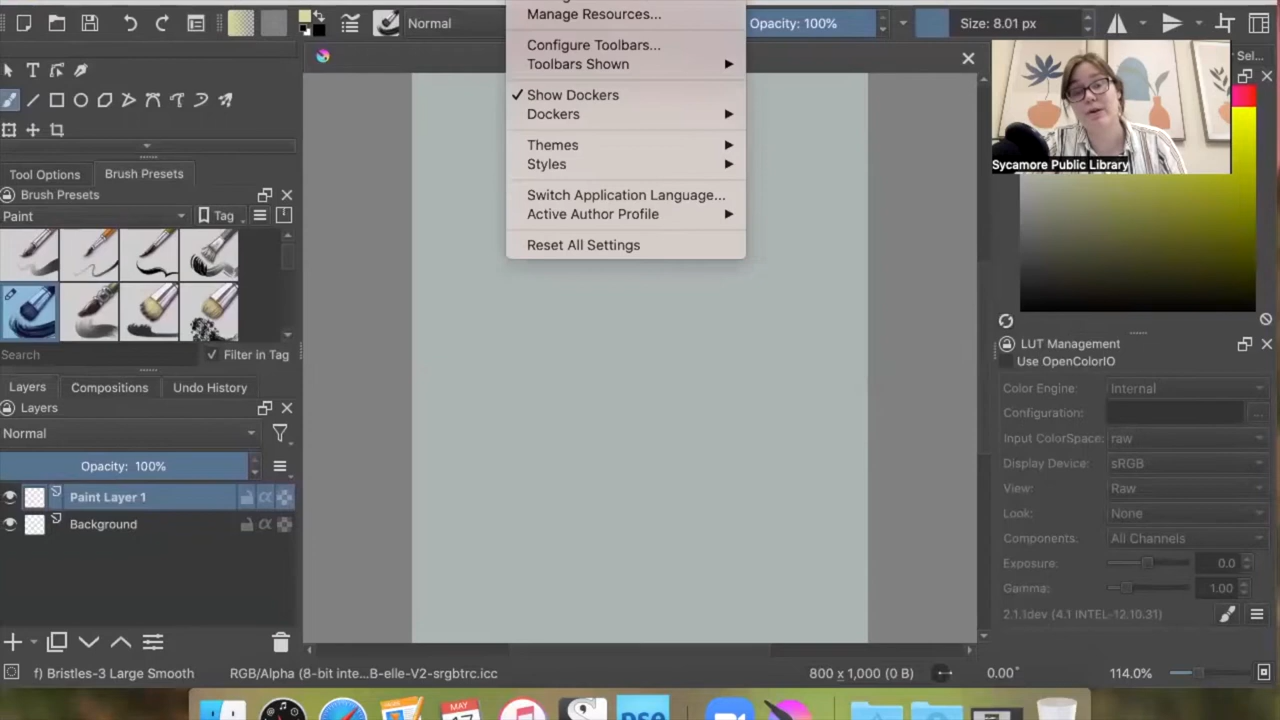 Manage Resources...
Normal
Opacity: 100%
Size: 8.01 px
Configure Toolbars...
Toolbars Shown
Sel...
Show Dockers
Dockers
Themes
Styles
Sycamore Public Library
Tool Options
Brush Presets
Brush Presets
Switch Application Language...
Paint
Tag
Active Author Profile
Reset All Settings
LUT Management
Search
Filter in Tag
Use OpenColorIO
Layers
Compositions
Undo History
Color Engine:
Internal
Layers
Configuration:
...
Normal
Input ColorSpace:
raw
Opacity: 100%
Display Device:
sRGB
View:
Raw
Paint Layer 1
Look:
None
Background
Components:
All Channels
Exposure:
0.0
Gamma:
1.00
2.1.1dev (4.1 INTEL-12.10.31)
f) Bristles-3 Large Smooth
RGB/Alpha (8-bit inte...B-elle-V2-srgbtrc.icc
800 x 1,000 (0 B)
0.00°
114.0%
MAY
17
pse